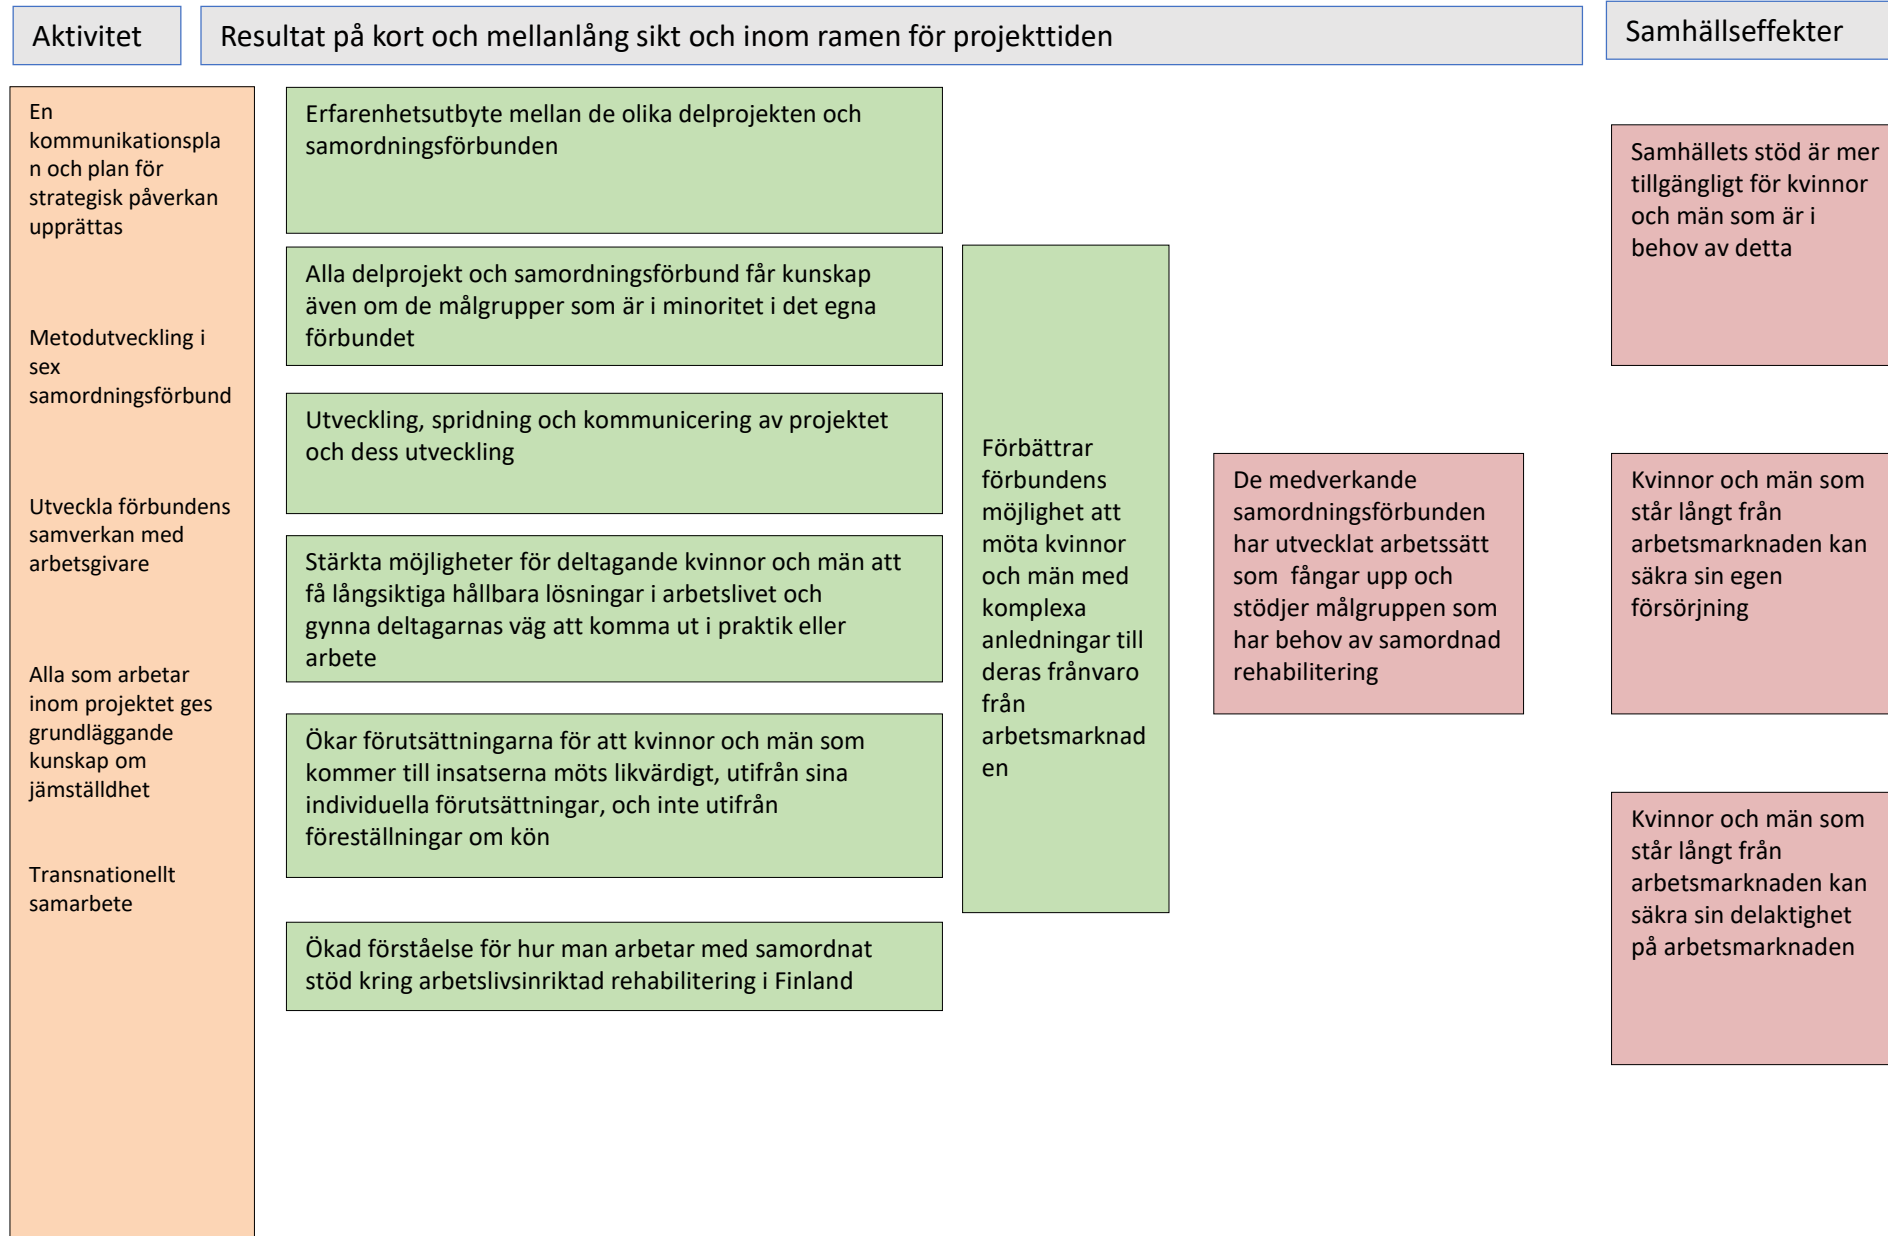 Aktivitet
Resultat på kort och mellanlång sikt och inom ramen för projekttiden
Samhällseffekter
En
kommunikationspla
n och plan för
strategisk påverkan
upprättas
Metodutveckling i
sex
samordningsförbund
Utveckla förbundens
samverkan med
arbetsgivare
Alla som arbetar
inom projektet ges
grundläggande
kunskap om
jämställdhet
Transnationellt
samarbete
Erfarenhetsutbyte mellan de olika delprojekten och
samordningsförbunden
Alla delprojekt och samordningsförbund får kunskap
även om de målgrupper som är i minoritet i det egna
förbundet
Utveckling, spridning och kommunicering av projektet
och dess utveckling
Stärkta möjligheter för deltagande kvinnor och män att
få långsiktiga hållbara lösningar i arbetslivet och
gynna deltagarnas väg att komma ut i praktik eller
arbete
Ökar förutsättningarna för att kvinnor och män som
kommer till insatserna möts likvärdigt, utifrån sina
individuella förutsättningar, och inte utifrån
föreställningar om kön
Ökad förståelse för hur man arbetar med samordnat
stöd kring arbetslivsinriktad rehabilitering i Finland
Förbättrar
förbundens
möjlighet att
möta kvinnor
och män med
komplexa
anledningar till
deras frånvaro
från
arbetsmarknad
en
De medverkande
samordningsförbunden
har utvecklat arbetssätt
som  fångar upp och
stödjer målgruppen som
har behov av samordnad
rehabilitering
Samhällets stöd är mer
tillgängligt för kvinnor
och män som är i
behov av detta
Kvinnor och män som
står långt från
arbetsmarknaden kan
säkra sin egen
försörjning
Kvinnor och män som
står långt från
arbetsmarknaden kan
säkra sin delaktighet
på arbetsmarknaden